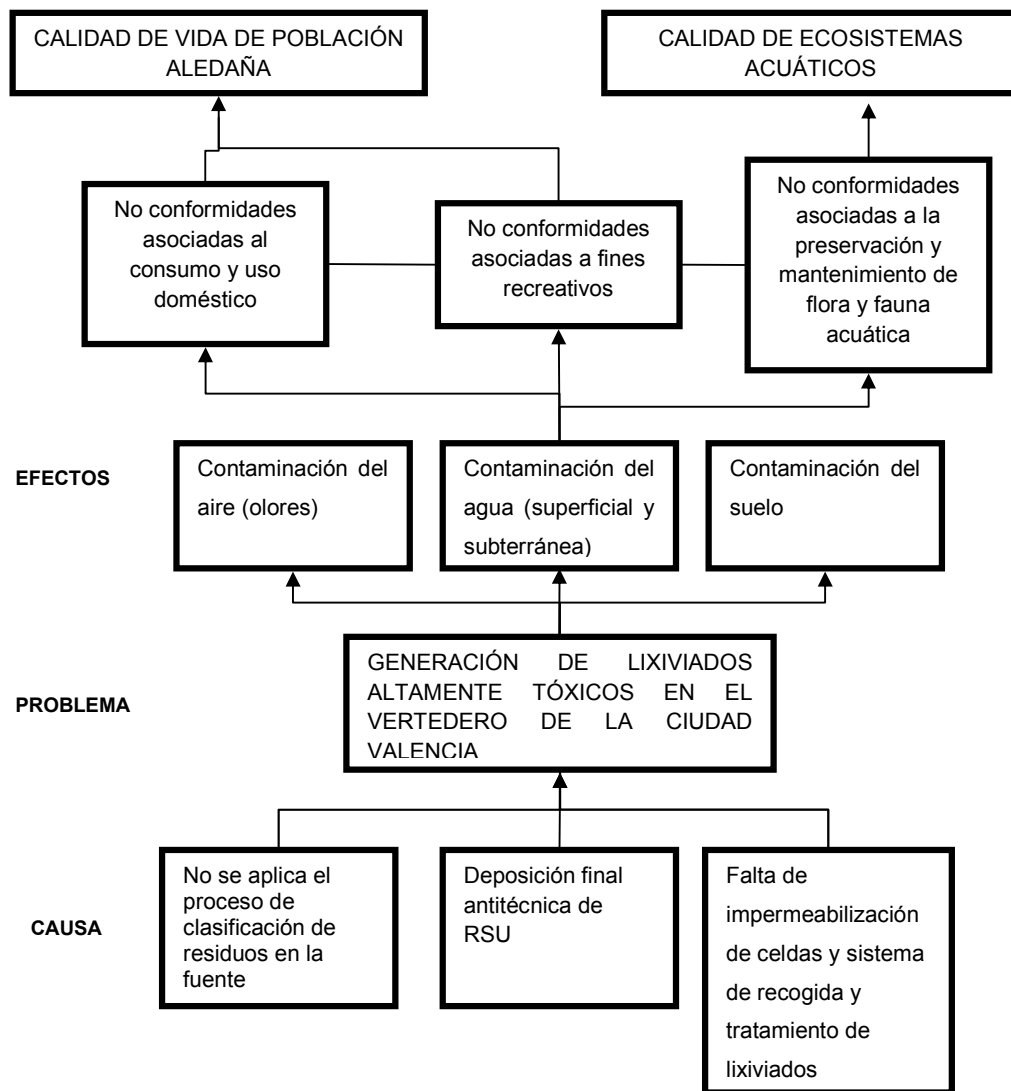 CALIDAD DE VIDA DE POBLACIÓN
ALEDAÑA
CALIDAD DE ECOSISTEMAS
ACUÁTICOS
No conformidades
asociadas al
consumo y uso
doméstico
No conformidades
asociadas a fines
recreativos
No conformidades
asociadas a la
preservación y
mantenimiento de
flora y fauna
acuática
EFECTOS
Contaminación del
aire (olores)
Contaminación del
agua (superficial y
subterránea)
Contaminación del
suelo
PROBLEMA
GENERACIÓN DE LIXIVIADOS
ALTAMENTE TÓXICOS EN EL
VERTEDERO DE LA CIUDAD
VALENCIA
CAUSA
No se aplica el
proceso de
clasificación de
residuos en la
fuente
Deposición final
antitécnica de
RSU
Falta de
impermeabilización
de celdas y sistema
de recogida y
tratamiento de
lixiviados